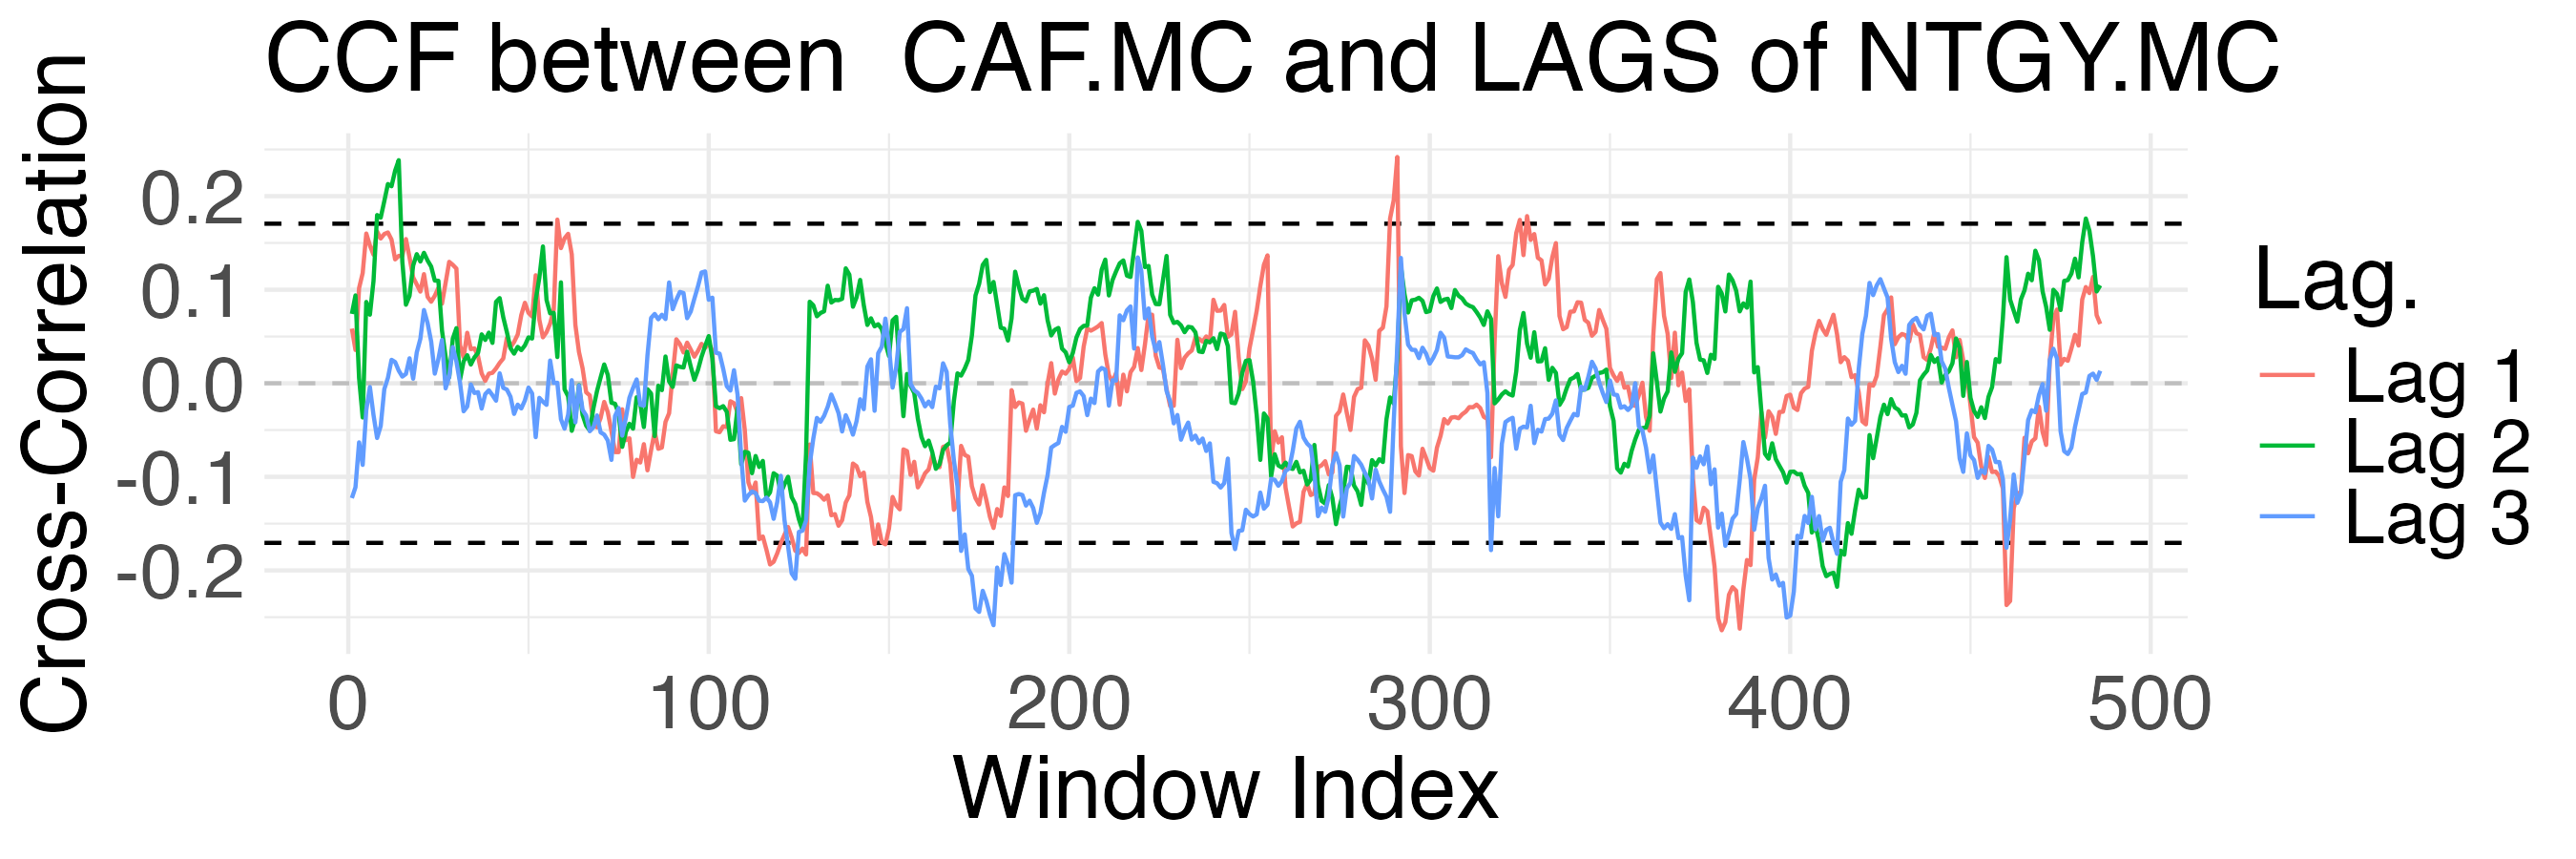 CCF between  CAF.MC and LAGS of NTGY.MC
Cross-Correlation
0.2
0.1
0.0
-0.1
-0.2
0 100 200 300 400 500
Window Index
Lag.
Lag 1
Lag 2
Lag 3